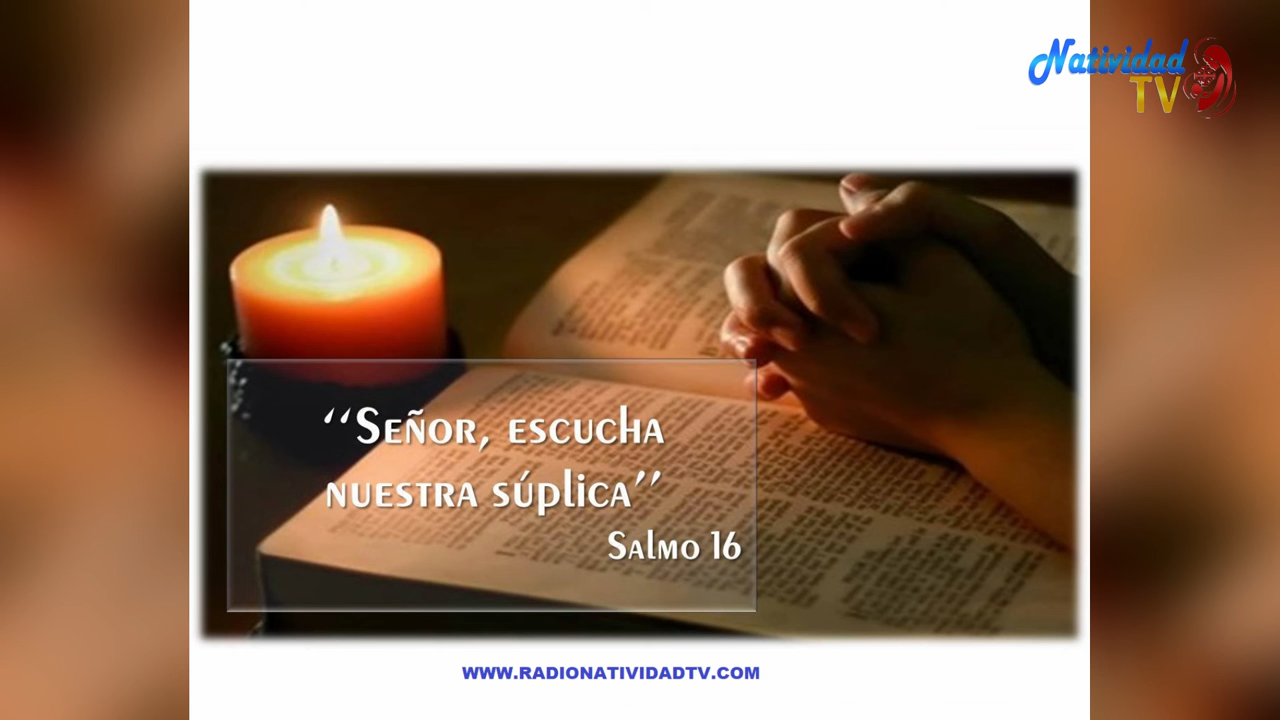 Natividad
TV
‘‘Señor, escucha
nuestra súplica’’
Salmo 16
WWW.RADIONATIVIDADTV.COM